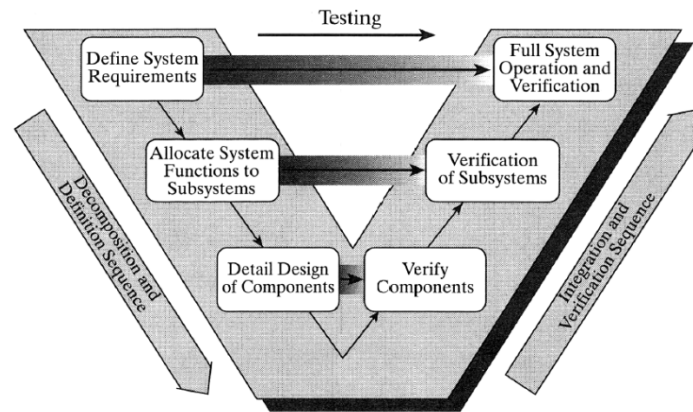 Testing
Define System
Requirements
Full System
Operation and
Verification
Allocate System
Functions to
Subsystems
Verification
of Subsystems
Detail Design
of Components
Verify
Components
Decomposition and
Definition Sequence
Integration and
Verification Sequence